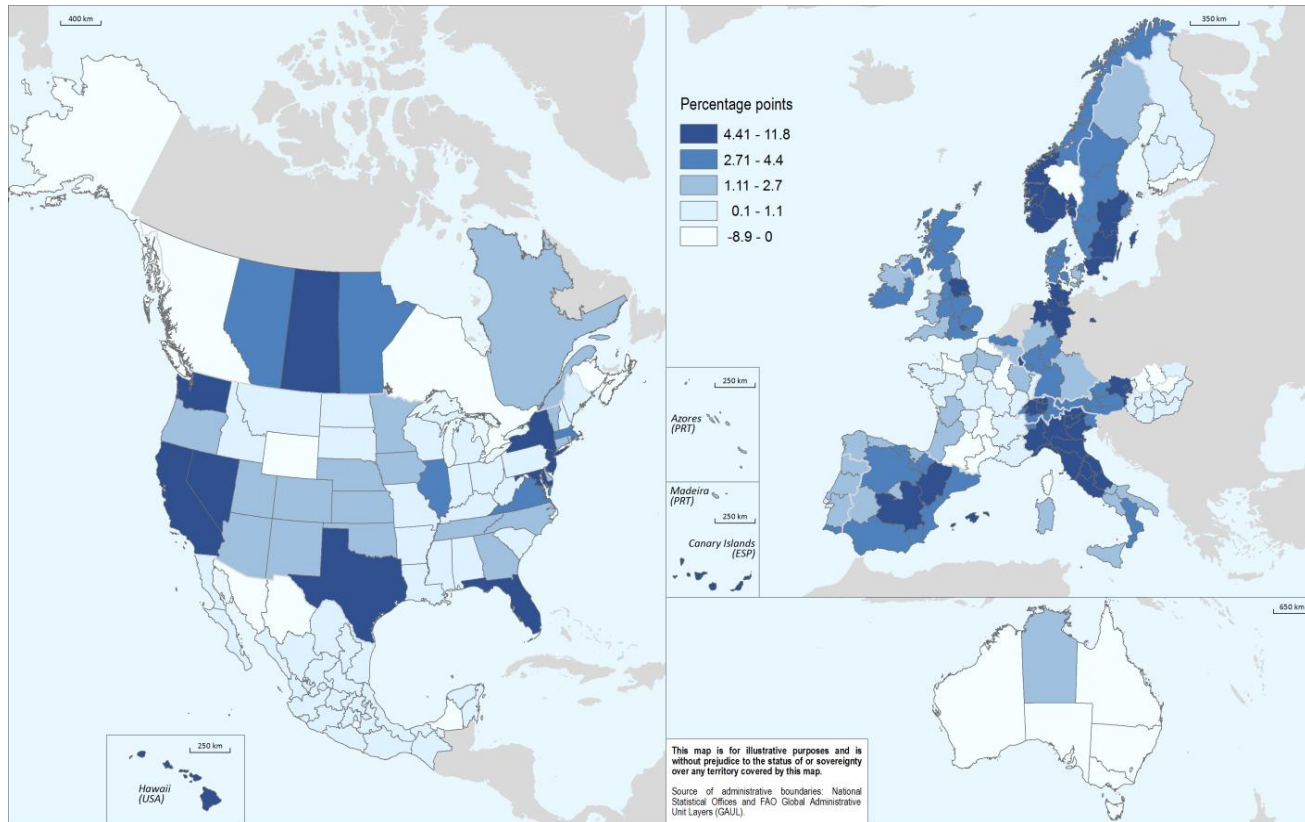 400 km
350 km
Percentage points
4.41 - 11.8
2.71 - 4.4
1.11 - 2.7
0.1 - 1.1
-8.9 - 0
250 km
Azores
(PRT)
Madeira
(PRT)
250 km
Canary Islands
(ESP)
650 km
250 km
Hawaii
(USA)
This map is for illustrative purposes and is
without prejudice to the status of or sovereignty
over any territory covered by this map.
Source of administrative boundaries: National
Statistical Offices and FAO Global Administrative
Unit Layers (GAUL).